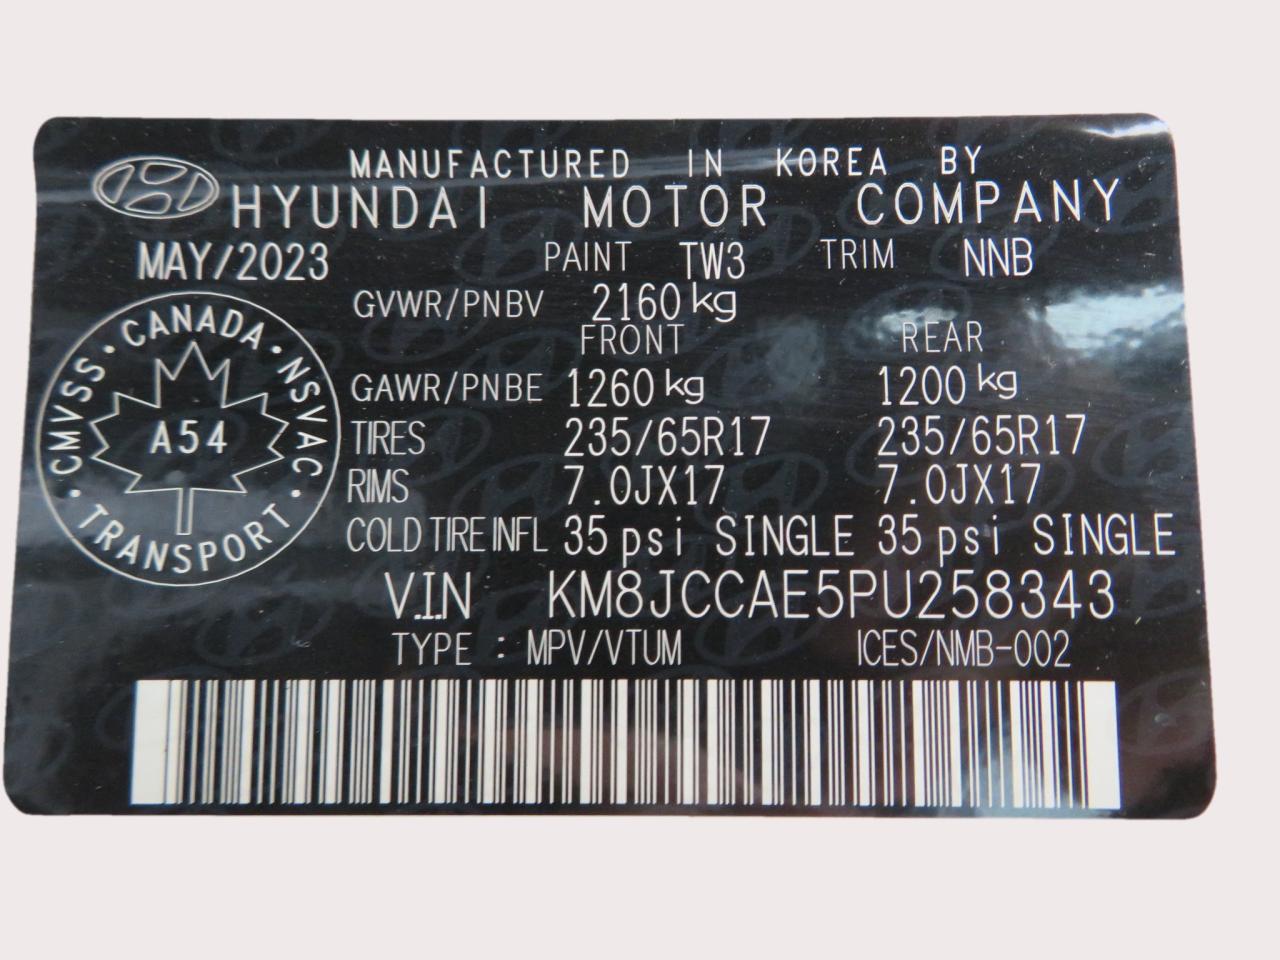 MANUFACTURED IN KOREA BY
HYUNDAI MOTOR COMPANY
MAY/2023 PAINT TW3 TRIM NNB
GVWR/PNBV 2160 kg
FRONT REAR
GAWR/PNBE 1260 kg 1200 kg
TIRES 235/65R17 235/65R17
RIMS 7.0JX17 7.0JX17
COLD TIRE INFL 35 psi SINGLE 35 psi SINGLE
V.I.N KM8JCCAE5PU258343
TYPE : MPV/VTUM ICES/NMB-002
CMVSS · CANADA · NSVAC · TRANSPORT ·
A54